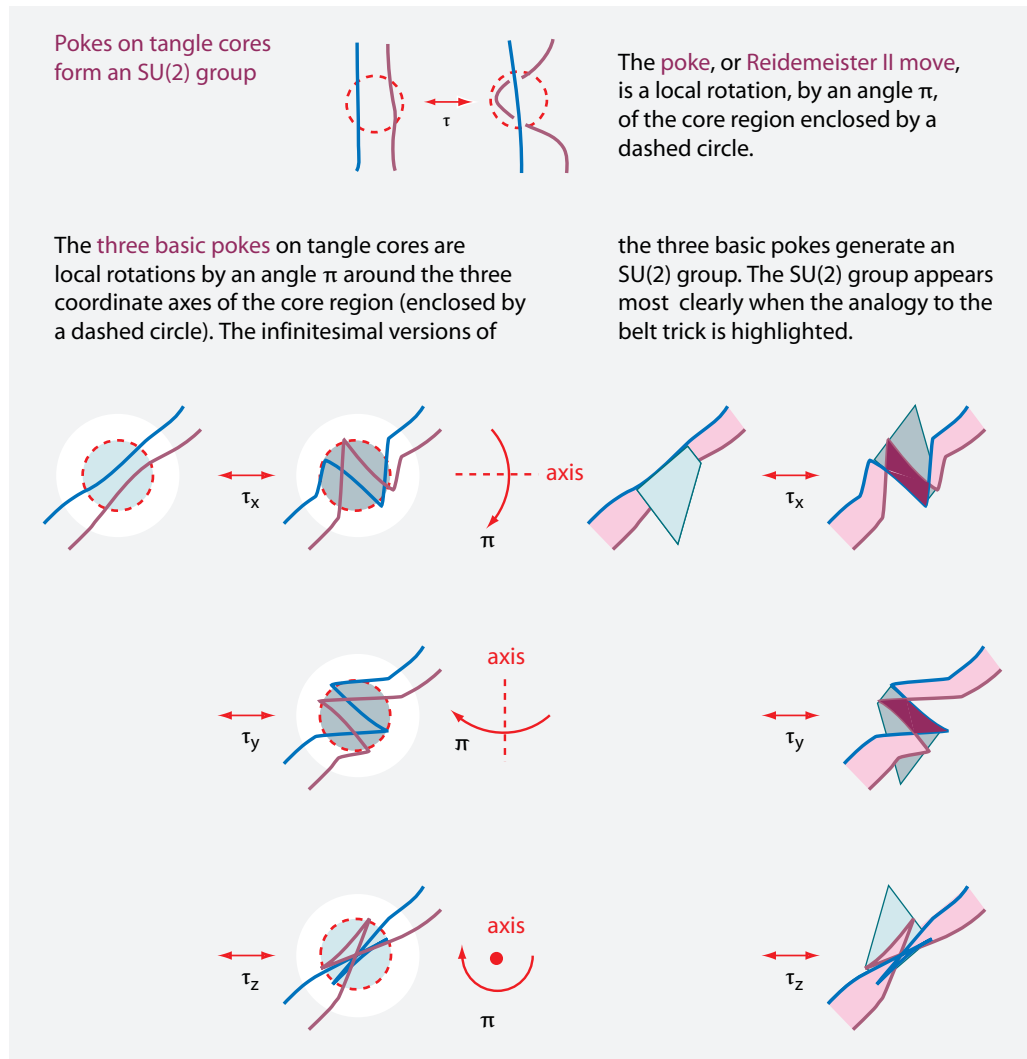 Pokes on tangle cores
form an SU(2) group
τ
The poke, or Reidemeister II move,
is a local rotation, by an angle π,
of the core region enclosed by a
dashed circle.
The three basic pokes on tangle cores are
local rotations by an angle π around the three
coordinate axes of the core region (enclosed by
a dashed circle). The infinitesimal versions of
the three basic pokes generate an
SU(2) group. The SU(2) group appears
most clearly when the analogy to the
belt trick is highlighted.
τx
axis
π
τx
τy
axis
π
τy
τz
axis
π
τz